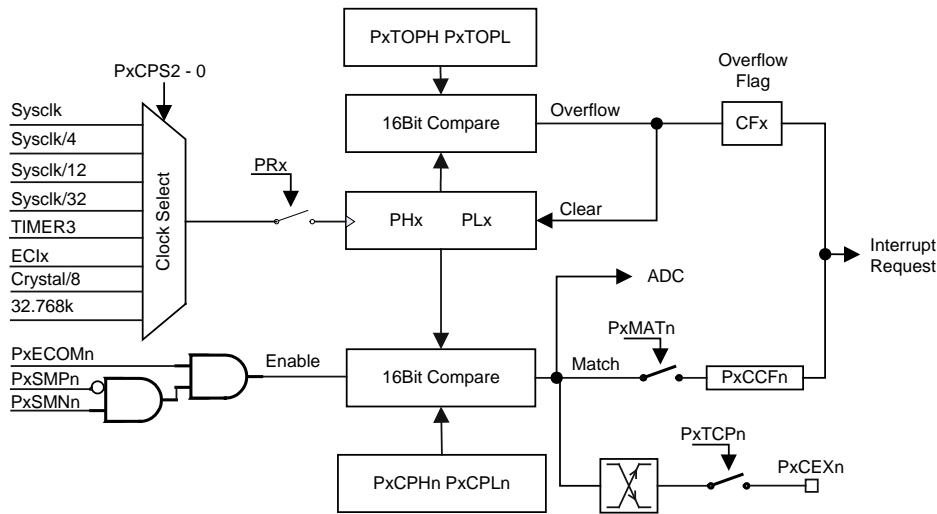 PxTOPH PxTOPL
PxCPS2 - 0
Overflow
Flag
Sysclk
Sysclk/4
Sysclk/12
Sysclk/32
TIMER3
ECIx
Crystal/8
32.768k
Clock Select
16Bit Compare
Overflow
CFx
PRx
PHx PLx
Clear
Interrupt
Request
ADC
PxMATn
PxECOMn
PxSMPn
PxSMNn
Enable
16Bit Compare
Match
PxCCFn
PxTCPn
PxCPHn PxCPLn
PxCEXn